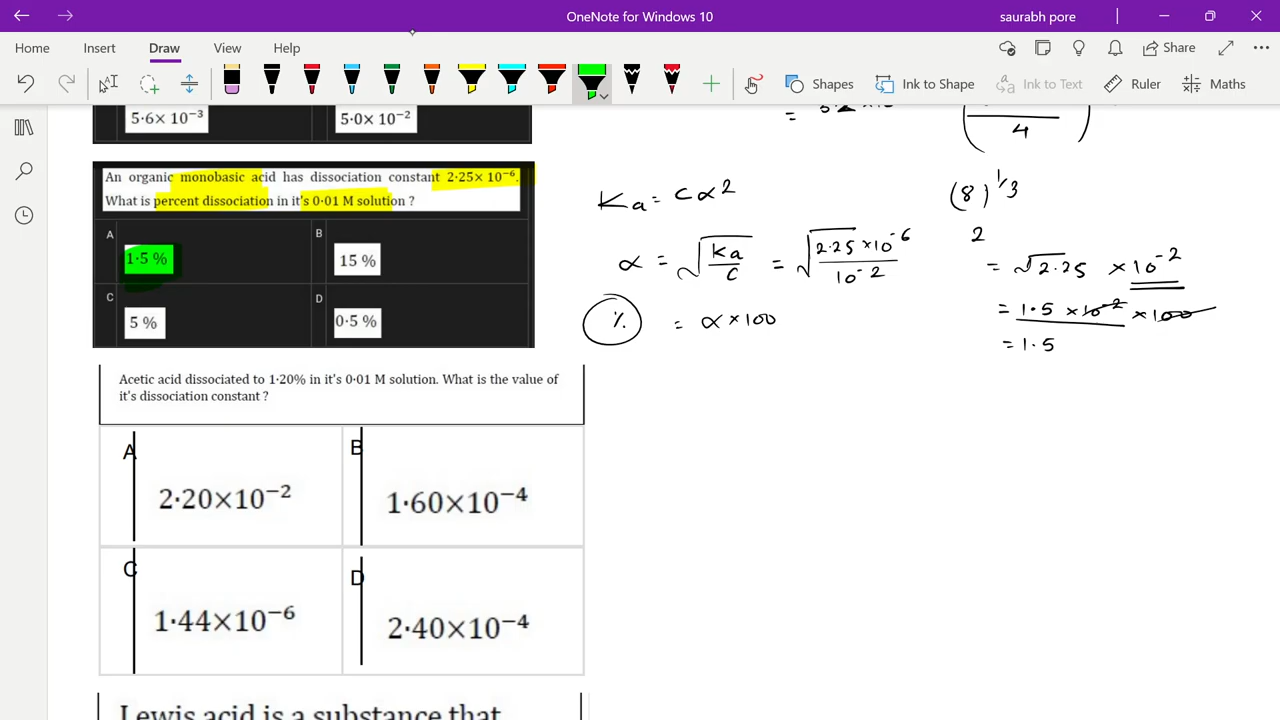 OneNote for Windows 10
saurabh pore
Home Insert Draw View Help
Share
Shapes
Ink to Shape
Ink to Text
Ruler
Maths
5·6× 10⁻³
5·0× 10⁻²
4
An organic monobasic acid has dissociation constant 2·25× 10⁻⁶.
What is percent dissociation in it's 0·01 M solution ?
A
1·5 %
B
15 %
C
5 %
D
0·5 %
Ka = Cα²
α = √Ka/C = √2.25 ×10⁻⁶/10⁻²
% = α × 100
(8)^1/3
2
= √2.25 × 10⁻²
= 1.5 × 10⁻² × 100
= 1.5
Acetic acid dissociated to 1·20% in it's 0·01 M solution. What is the value of
it's dissociation constant ?
A
2·20×10⁻²
B
1·60×10⁻⁴
C
1·44×10⁻⁶
D
2·40×10⁻⁴
Lewis acid is a substance that